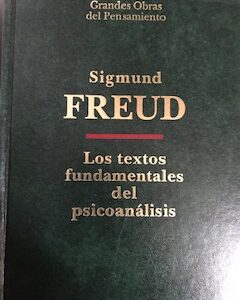 Grandes Obras
del Pensamiento
Sigmund
FREUD
Los textos
fundamentales
del
psicoanálisis